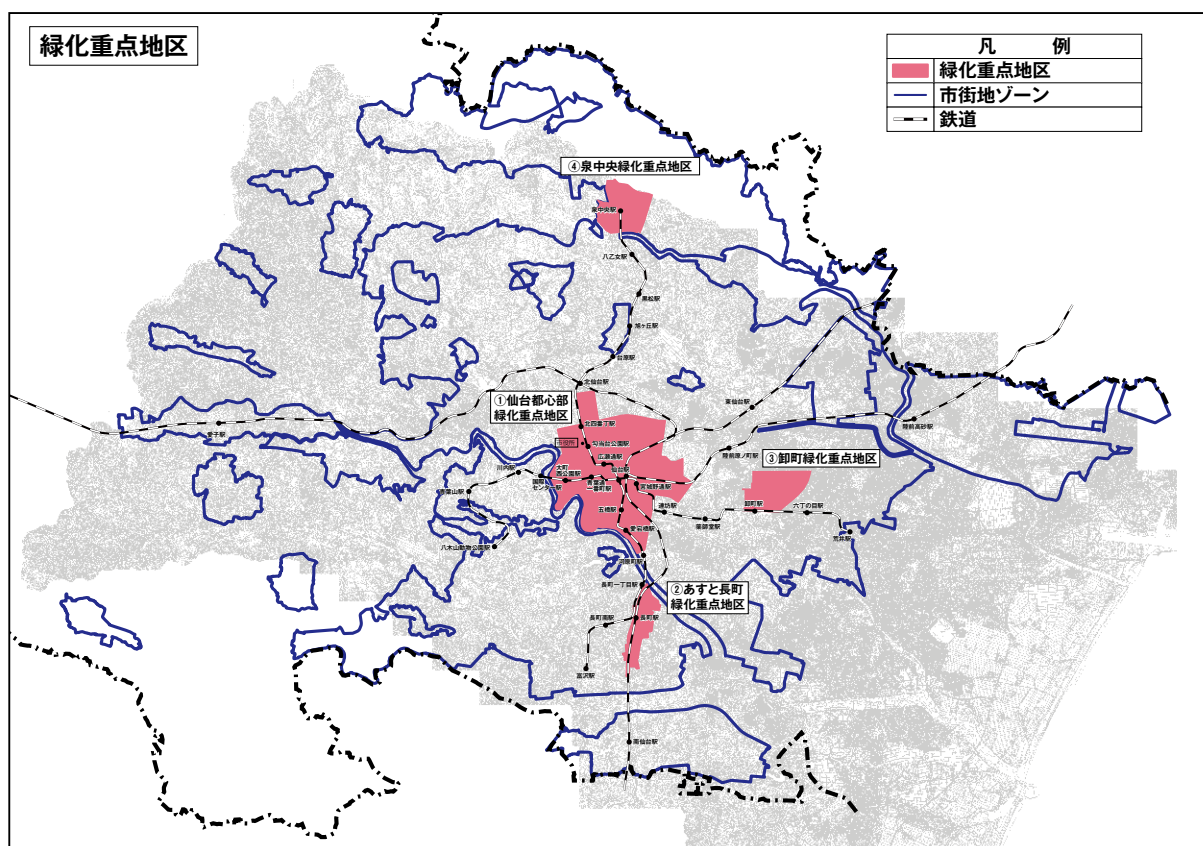 緑化重点地区
凡 例
緑化重点地区
市街地ゾーン
鉄道
④泉中央緑化重点地区
泉中央駅
八乙女駅
黒松駅
旭ヶ丘駅
台原駅
北仙台駅
①仙台都心部
緑化重点地区
東仙台駅
北四番丁駅
陸前高砂駅
愛子駅
市役所
勾当台公園駅
陸前原ノ町駅
③卸町緑化重点地区
広瀬通駅
川内駅
大町
西公園駅
仙台駅
国際
センター駅
青葉通
一番町駅
宮城野通駅
青葉山駅
五橋駅
連坊駅
卸町駅
六丁の目駅
薬師堂駅
愛宕橋駅
荒井駅
八木山動物公園駅
河原町駅
長町一丁目駅
②あすと長町
緑化重点地区
長町南駅
長町駅
富沢駅
南仙台駅